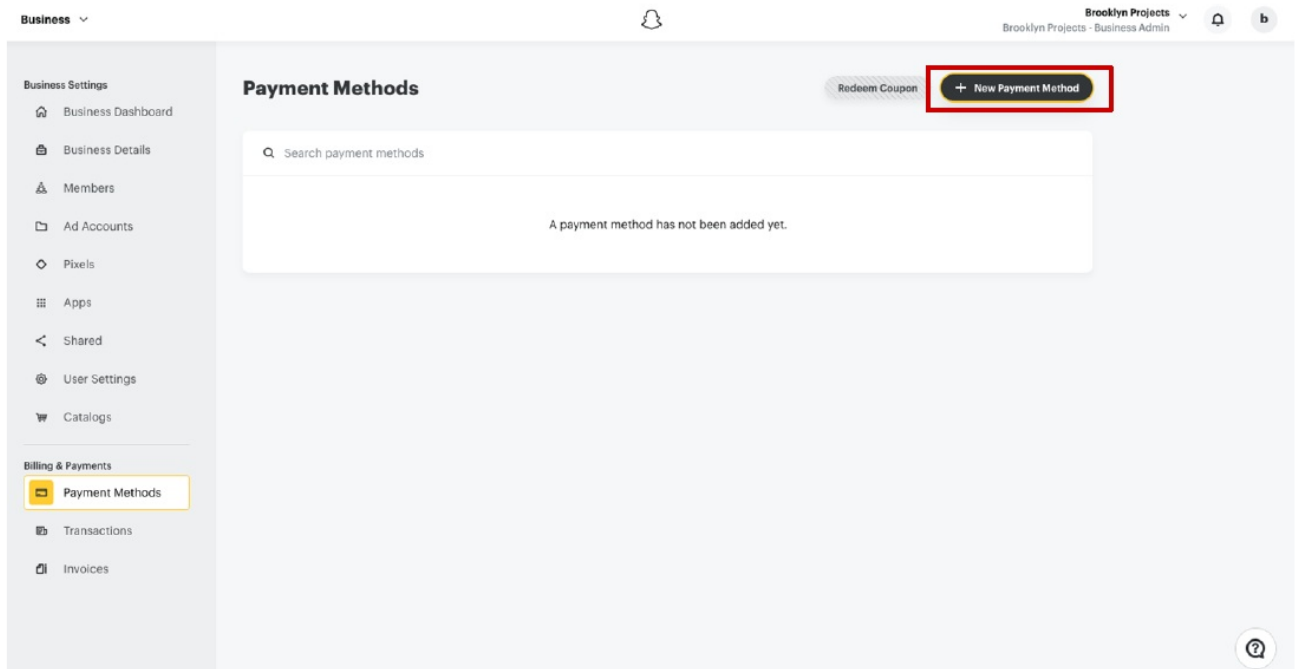 Business
Brooklyn Projects
Brooklyn Projects - Business Admin
b
Business Settings
Business Dashboard
Business Details
Members
Ad Accounts
Pixels
Apps
Shared
User Settings
Catalogs
Billing & Payments
Payment Methods
Transactions
Invoices
Payment Methods
Redeem Coupon
+ New Payment Method
Search payment methods
A payment method has not been added yet.